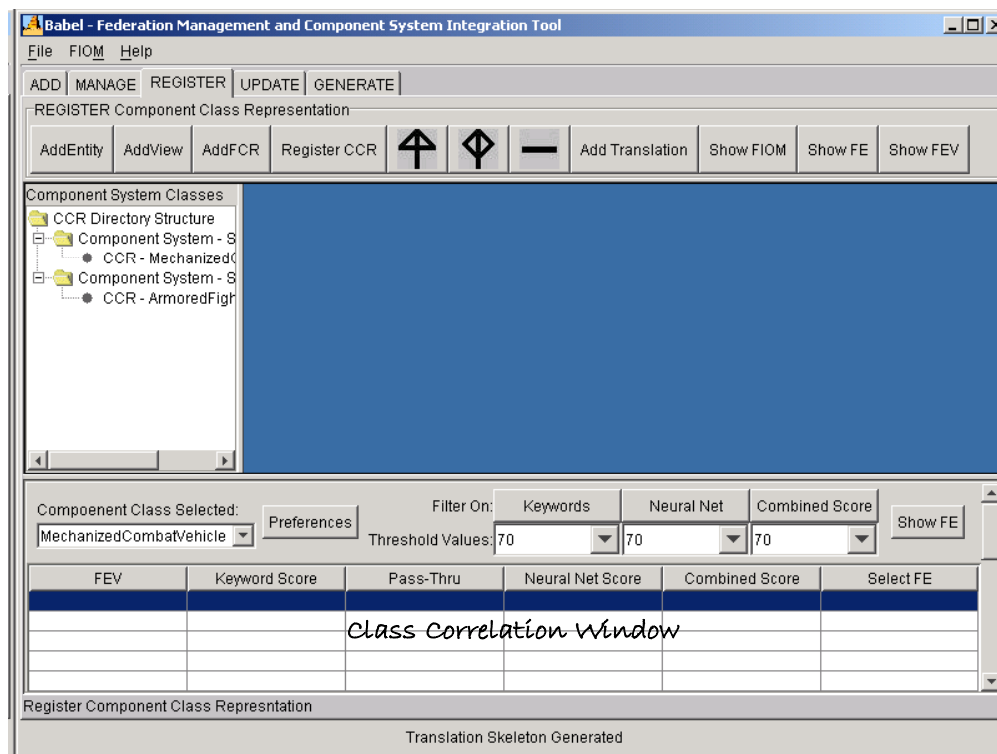 Babel - Federation Management and Component System Integration Tool
File FIOM Help
ADD MANAGE REGISTER UPDATE GENERATE
REGISTER Component Class Representation
AddEntity AddView AddFCR Register CCR Add Translation Show FIOM Show FE Show FEV
Component System Classes
CCR Directory Structure
Component System - S
CCR - Mechanized
Component System - S
CCR - ArmoredFigh
Compoenent Class Selected:
MechanizedCombatVehicle
Preferences
Filter On: Keywords Neural Net Combined Score
Threshold Values: 70 70 70
Show FE
FEV Keyword Score Pass-Thru Neural Net Score Combined Score Select FE
Class Correlation Window
Register Component Class Represntation
Translation Skeleton Generated